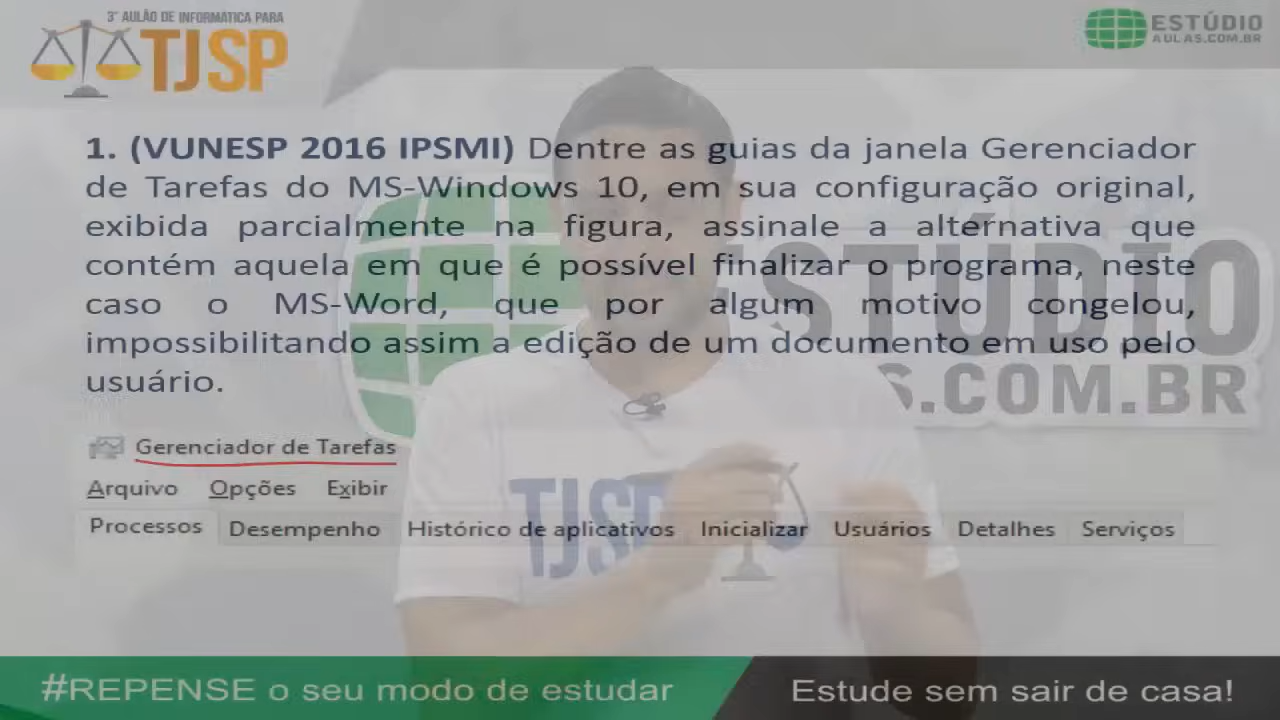 3º AULÃO DE INFORMÁTICA PARA
TJSP
ESTÚDIO
AULAS.COM.BR
1. (VUNESP 2016 IPSMI) Dentre as guias da janela Gerenciador
de Tarefas do MS-Windows 10, em sua configuração original,
exibida parcialmente na figura, assinale a alternativa que
contém aquela em que é possível finalizar o programa, neste
caso o MS-Word, que por algum motivo congelou,
impossibilitando assim a edição de um documento em uso pelo
usuário.
ESTÚDIO
S.COM.BR
Gerenciador de Tarefas
Arquivo Opções Exibir
Processos Desempenho Histórico de aplicativos Inicializar Usuários Detalhes Serviços
TJSP
#REPENSE o seu modo de estudar
Estude sem sair de casa!